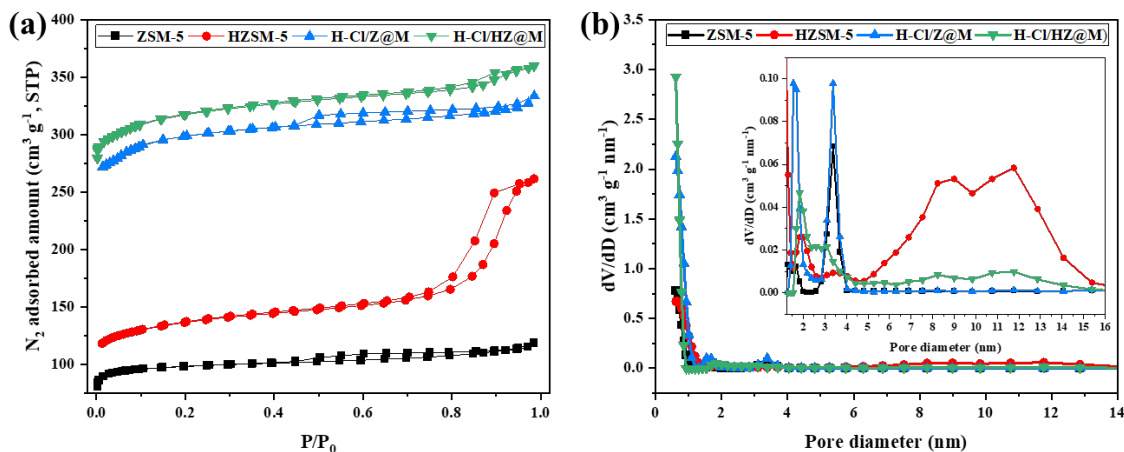 (a)
400
350
300
250
200
150
100
N₂ adsorbed amount (cm³ g⁻¹, STP)
ZSM-5 HZSM-5 H-Cl/Z@M H-Cl/HZ@M
0.0 0.2 0.4 0.6 0.8 1.0
P/P₀
(b)
3.5
3.0
2.5
2.0
1.5
1.0
0.5
0.0
dV/dD (cm³ g⁻¹ nm⁻¹)
ZSM-5 HZSM-5 H-Cl/Z@M H-Cl/HZ@M)
0.10
0.08
0.06
0.04
0.02
0.00
dV/dD (cm³ g⁻¹ nm⁻¹)
2 3 4 5 6 7 8 9 10 11 12 13 14 15 16
Pore diameter (nm)
0 2 4 6 8 10 12 14
Pore diameter (nm)